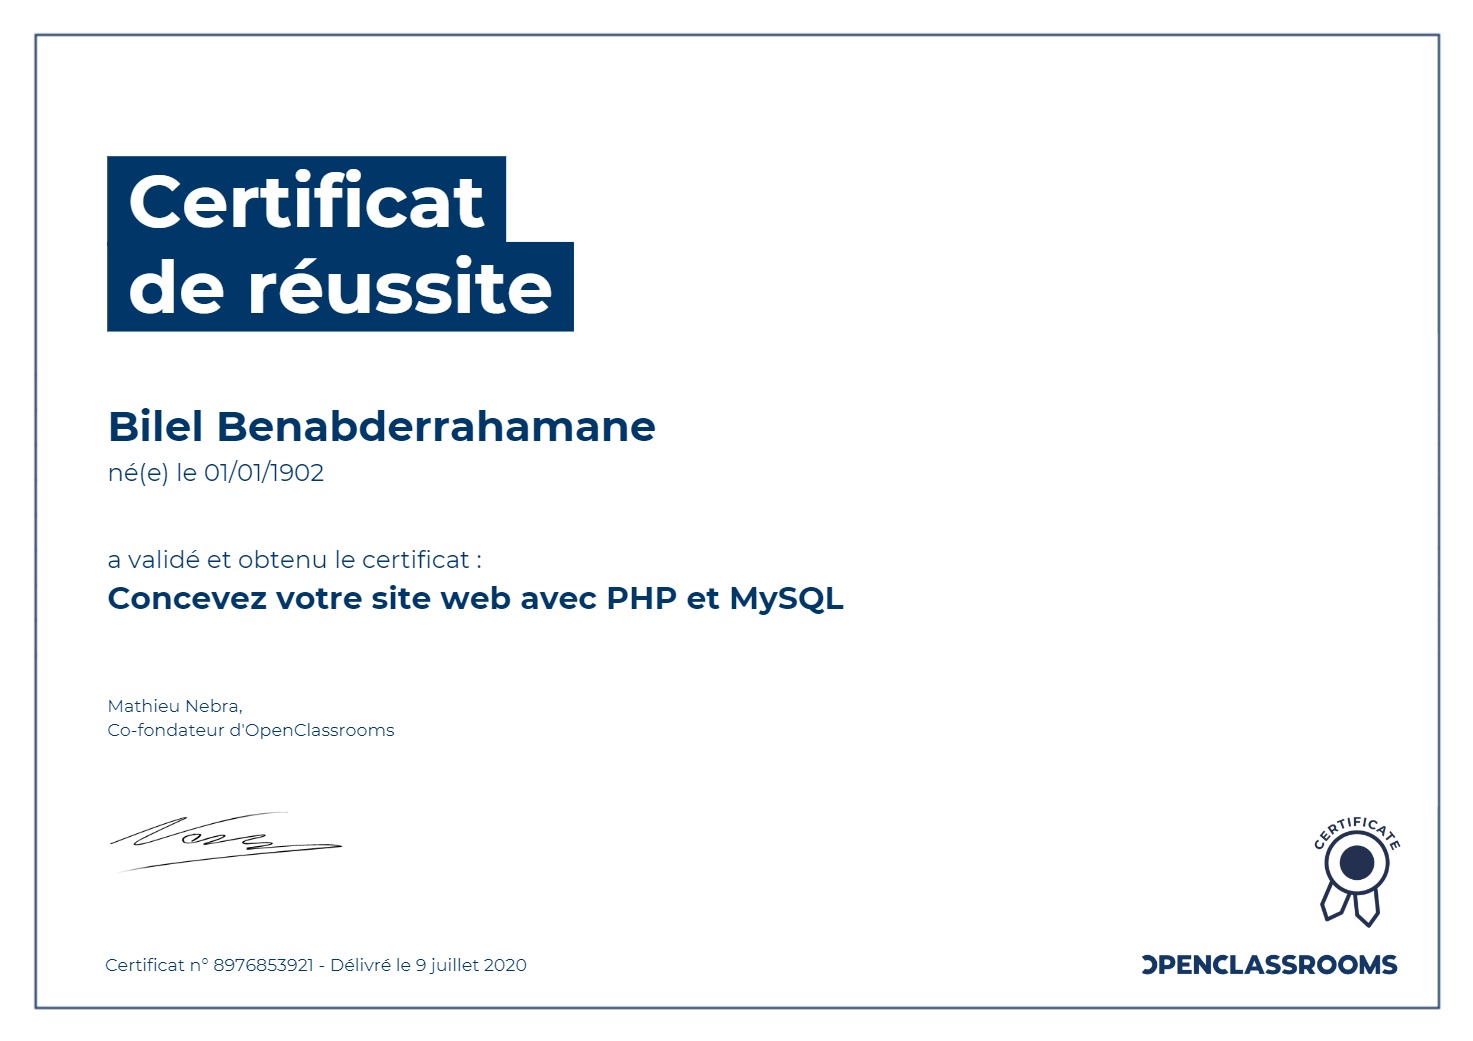 Certificat
de réussite
Bilel Benabderrahamane
né(e) le 01/01/1902
a validé et obtenu le certificat :
Concevez votre site web avec PHP et MySQL
Mathieu Nebra,
Co-fondateur d'OpenClassrooms
CERTIFICATE
Certificat n° 8976853921 - Délivré le 9 juillet 2020
OPENCLASSROOMS